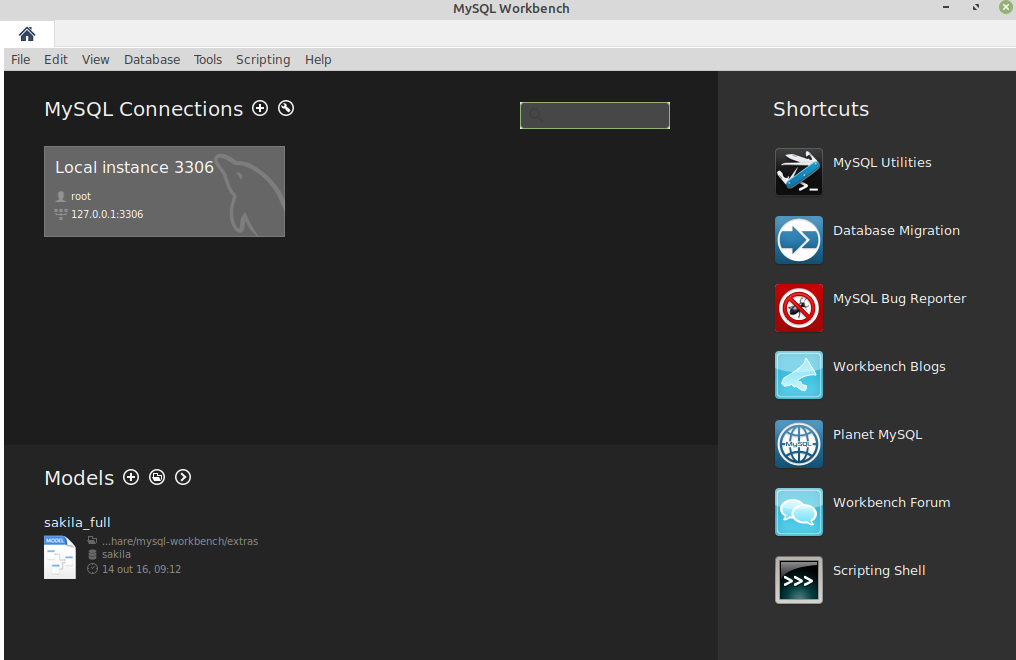 MySQL Workbench
File Edit View Database Tools Scripting Help
MySQL Connections
Local instance 3306
root
127.0.0.1:3306
Models
sakila_full
MODEL
...hare/mysql-workbench/extras
sakila
14 out 16, 09:12
Shortcuts
>_
MySQL Utilities
Database Migration
MySQL Bug Reporter
Workbench Blogs
MySQL
Planet MySQL
Workbench Forum
>>>
Scripting Shell